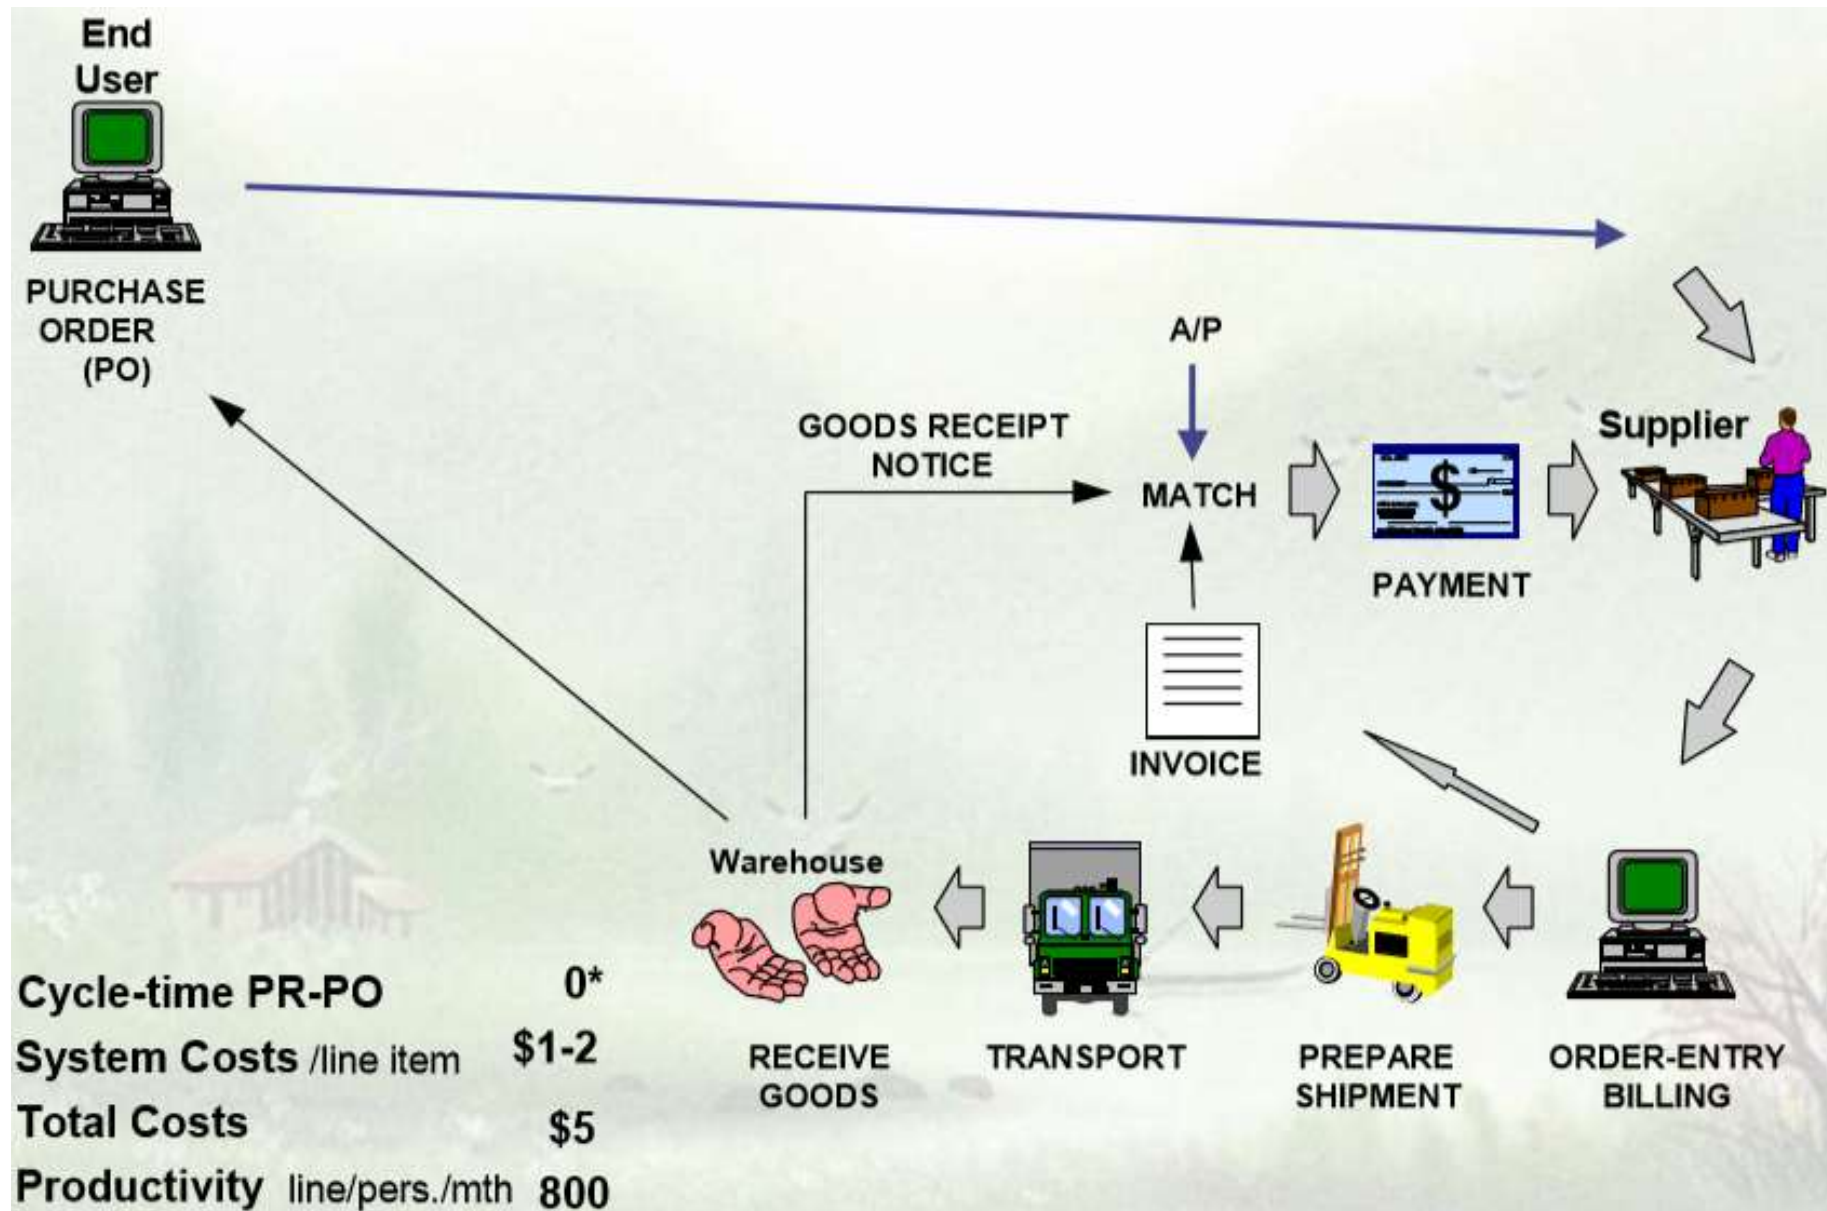 End
User
PURCHASE
ORDER
(PO)
A/P
GOODS RECEIPT
NOTICE
MATCH
Supplier
$
PAYMENT
INVOICE
Warehouse
RECEIVE
GOODS
TRANSPORT
PREPARE
SHIPMENT
ORDER-ENTRY
BILLING
Cycle-time PR-PO 0*
System Costs /line item $1-2
Total Costs $5
Productivity line/pers./mth 800